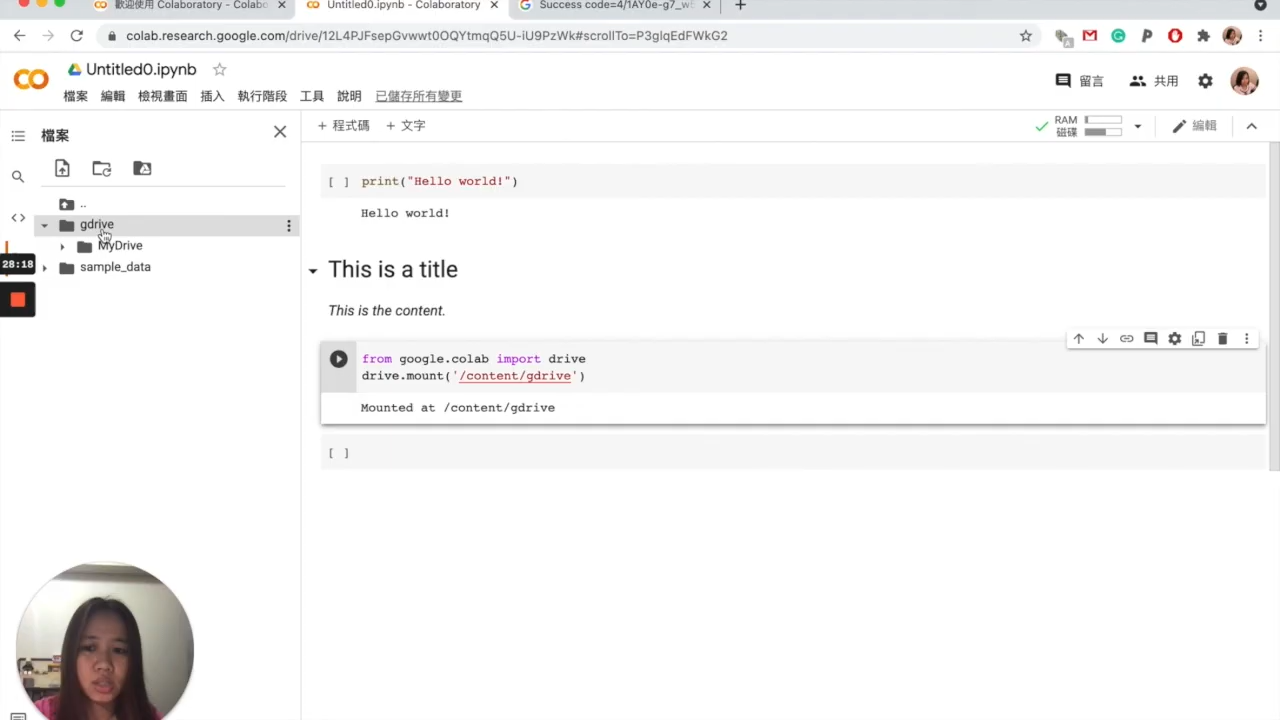 歡迎使用 Colaboratory - Colabo
Untitled0.ipynb - Colaboratory
Success code=4/1AY0e-g7_w
colab.research.google.com/drive/12L4PJFsepGvwwt0OQYtmqQ5U-iU9PzWk#scrollTo=P3glqEdFWkG2
Untitled0.ipynb
留言
共用
檔案 編輯 檢視畫面 插入 執行階段 工具 說明 已儲存所有變更
檔案
+ 程式碼 + 文字
RAM
磁碟
編輯
..
gdrive
MyDrive
sample_data
28:18
[ ] print("Hello world!")
Hello world!
This is a title
This is the content.
from google.colab import drive
drive.mount('/content/gdrive')
Mounted at /content/gdrive
[ ]